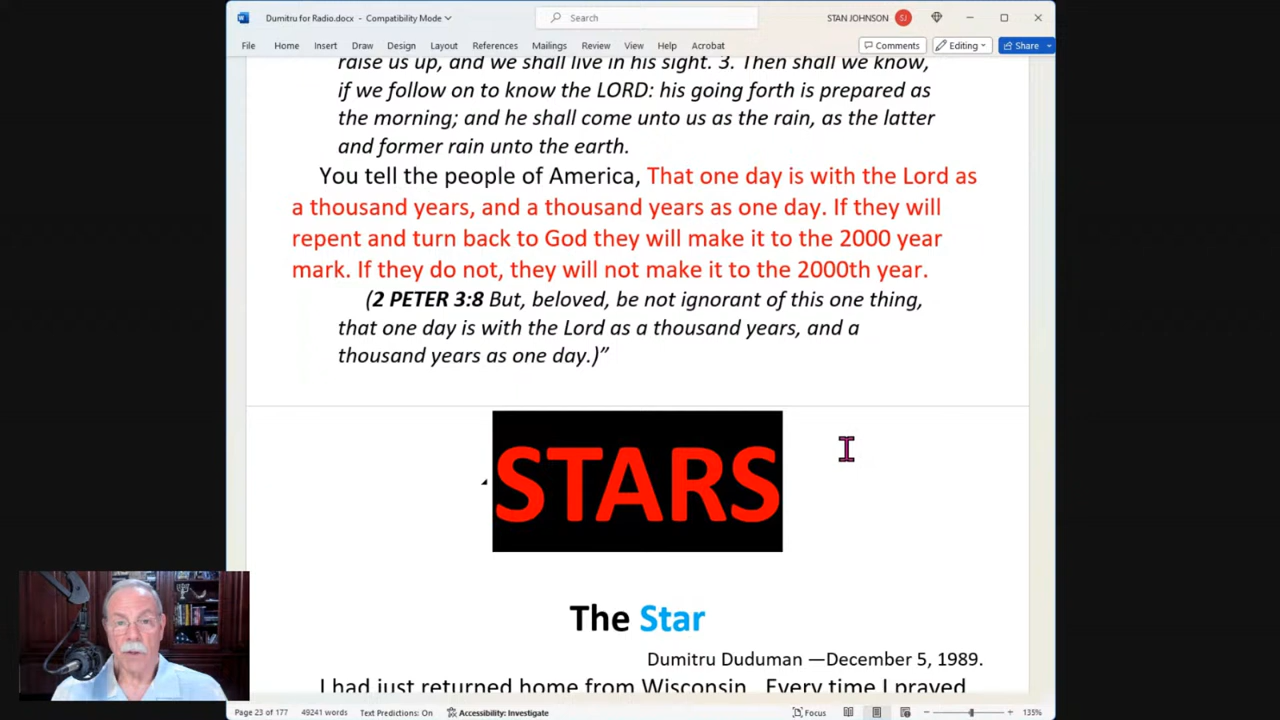 Dumitru for Radio.docx • Compatibility Mode
Search
STAN JOHNSON
SJ
File Home Insert Draw Design Layout References Mailings Review View Help Acrobat
Comments Editing Share
raise us up, and we shall live in his sight. 3. Then shall we know,
if we follow on to know the LORD: his going forth is prepared as
the morning; and he shall come unto us as the rain, as the latter
and former rain unto the earth.
You tell the people of America, That one day is with the Lord as
a thousand years, and a thousand years as one day. If they will
repent and turn back to God they will make it to the 2000 year
mark. If they do not, they will not make it to the 2000th year.
(2 PETER 3:8 But, beloved, be not ignorant of this one thing,
that one day is with the Lord as a thousand years, and a
thousand years as one day.)”
STARS
The Star
Dumitru Duduman —December 5, 1989.
I had just returned home from Wisconsin. Every time I prayed
Page 23 of 177 49241 words Text Predictions: On Accessibility: Investigate Focus 135%